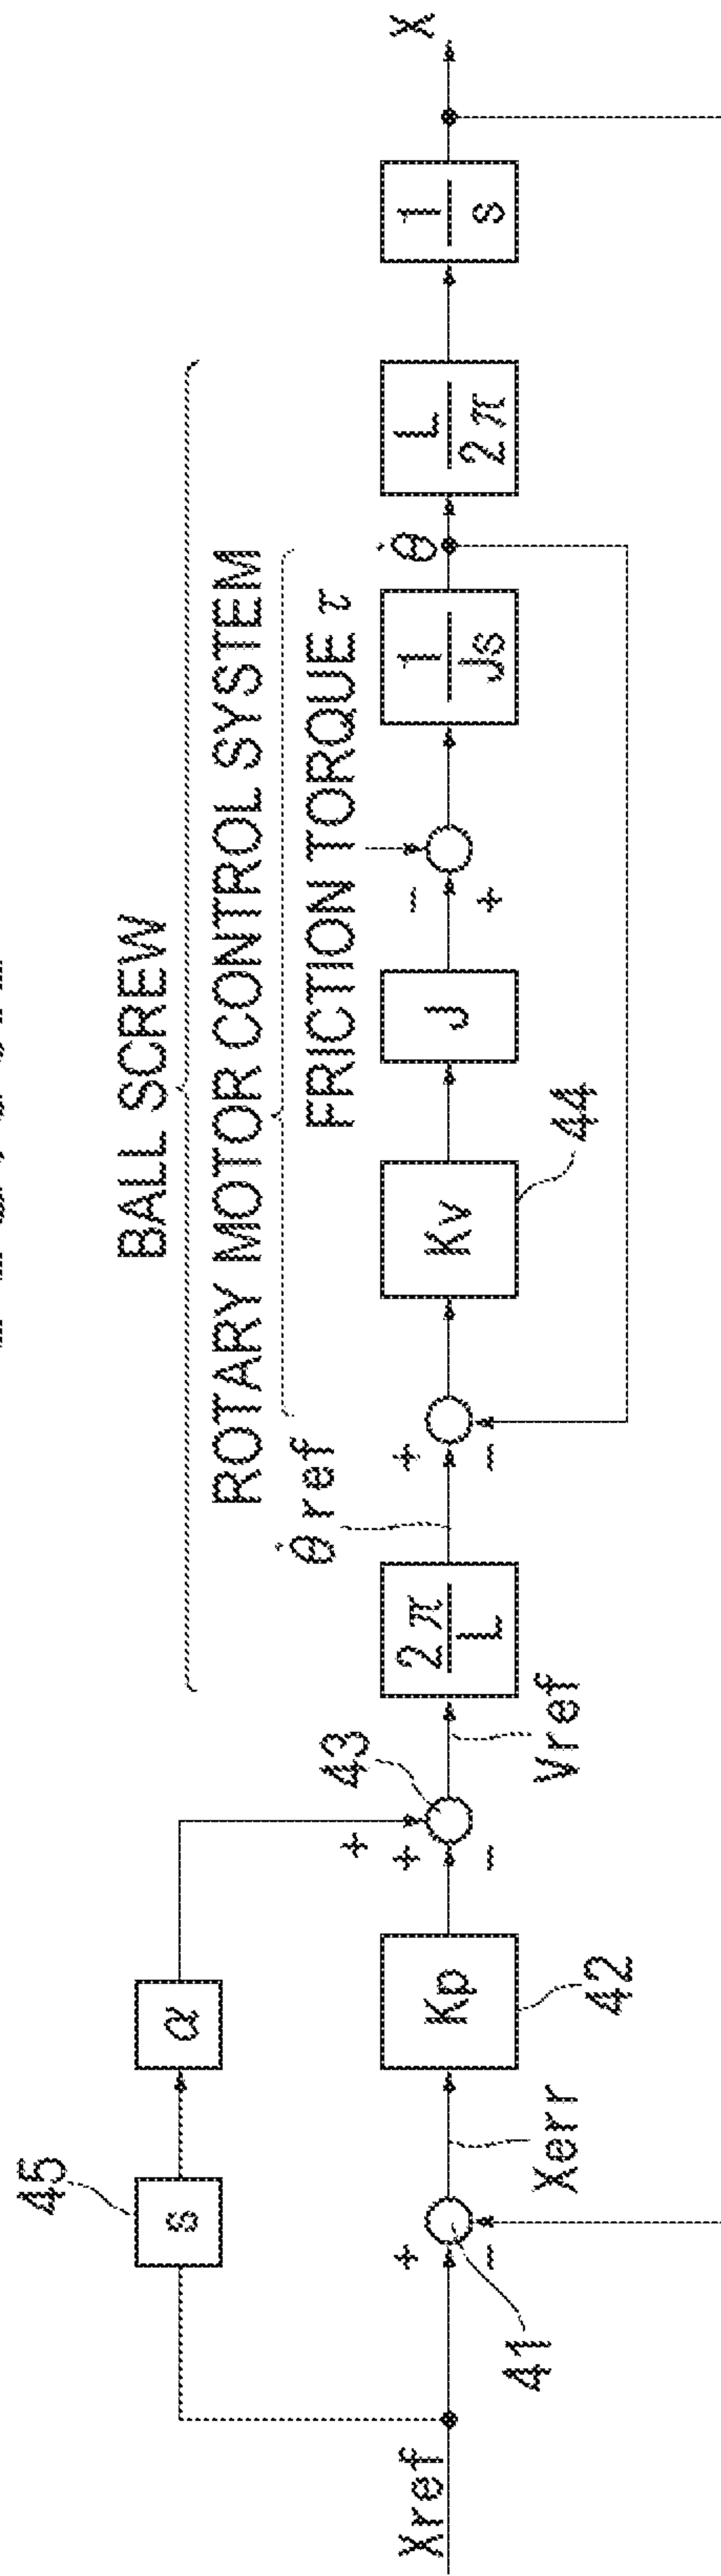 BALL SCREW
ROTARY MOTOR CONTROL SYSTEM
FRICTION TORQUE τ
45
s
α
43
+
+
−
θ̇ref
+
−
44
−
+
θ̇
Xref
+
−
41
Xerr
Kp
42
Vref
2π
L
Kv
J
1
Js
L
2π
1
s
X